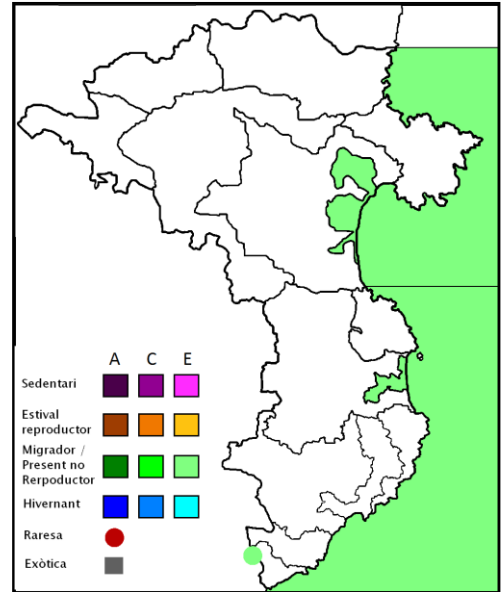 A C E
Sedentari
Estival
reproductor
Migrador /
Present no
Rerpoductor
Hivernant
Raresa
Exòtica